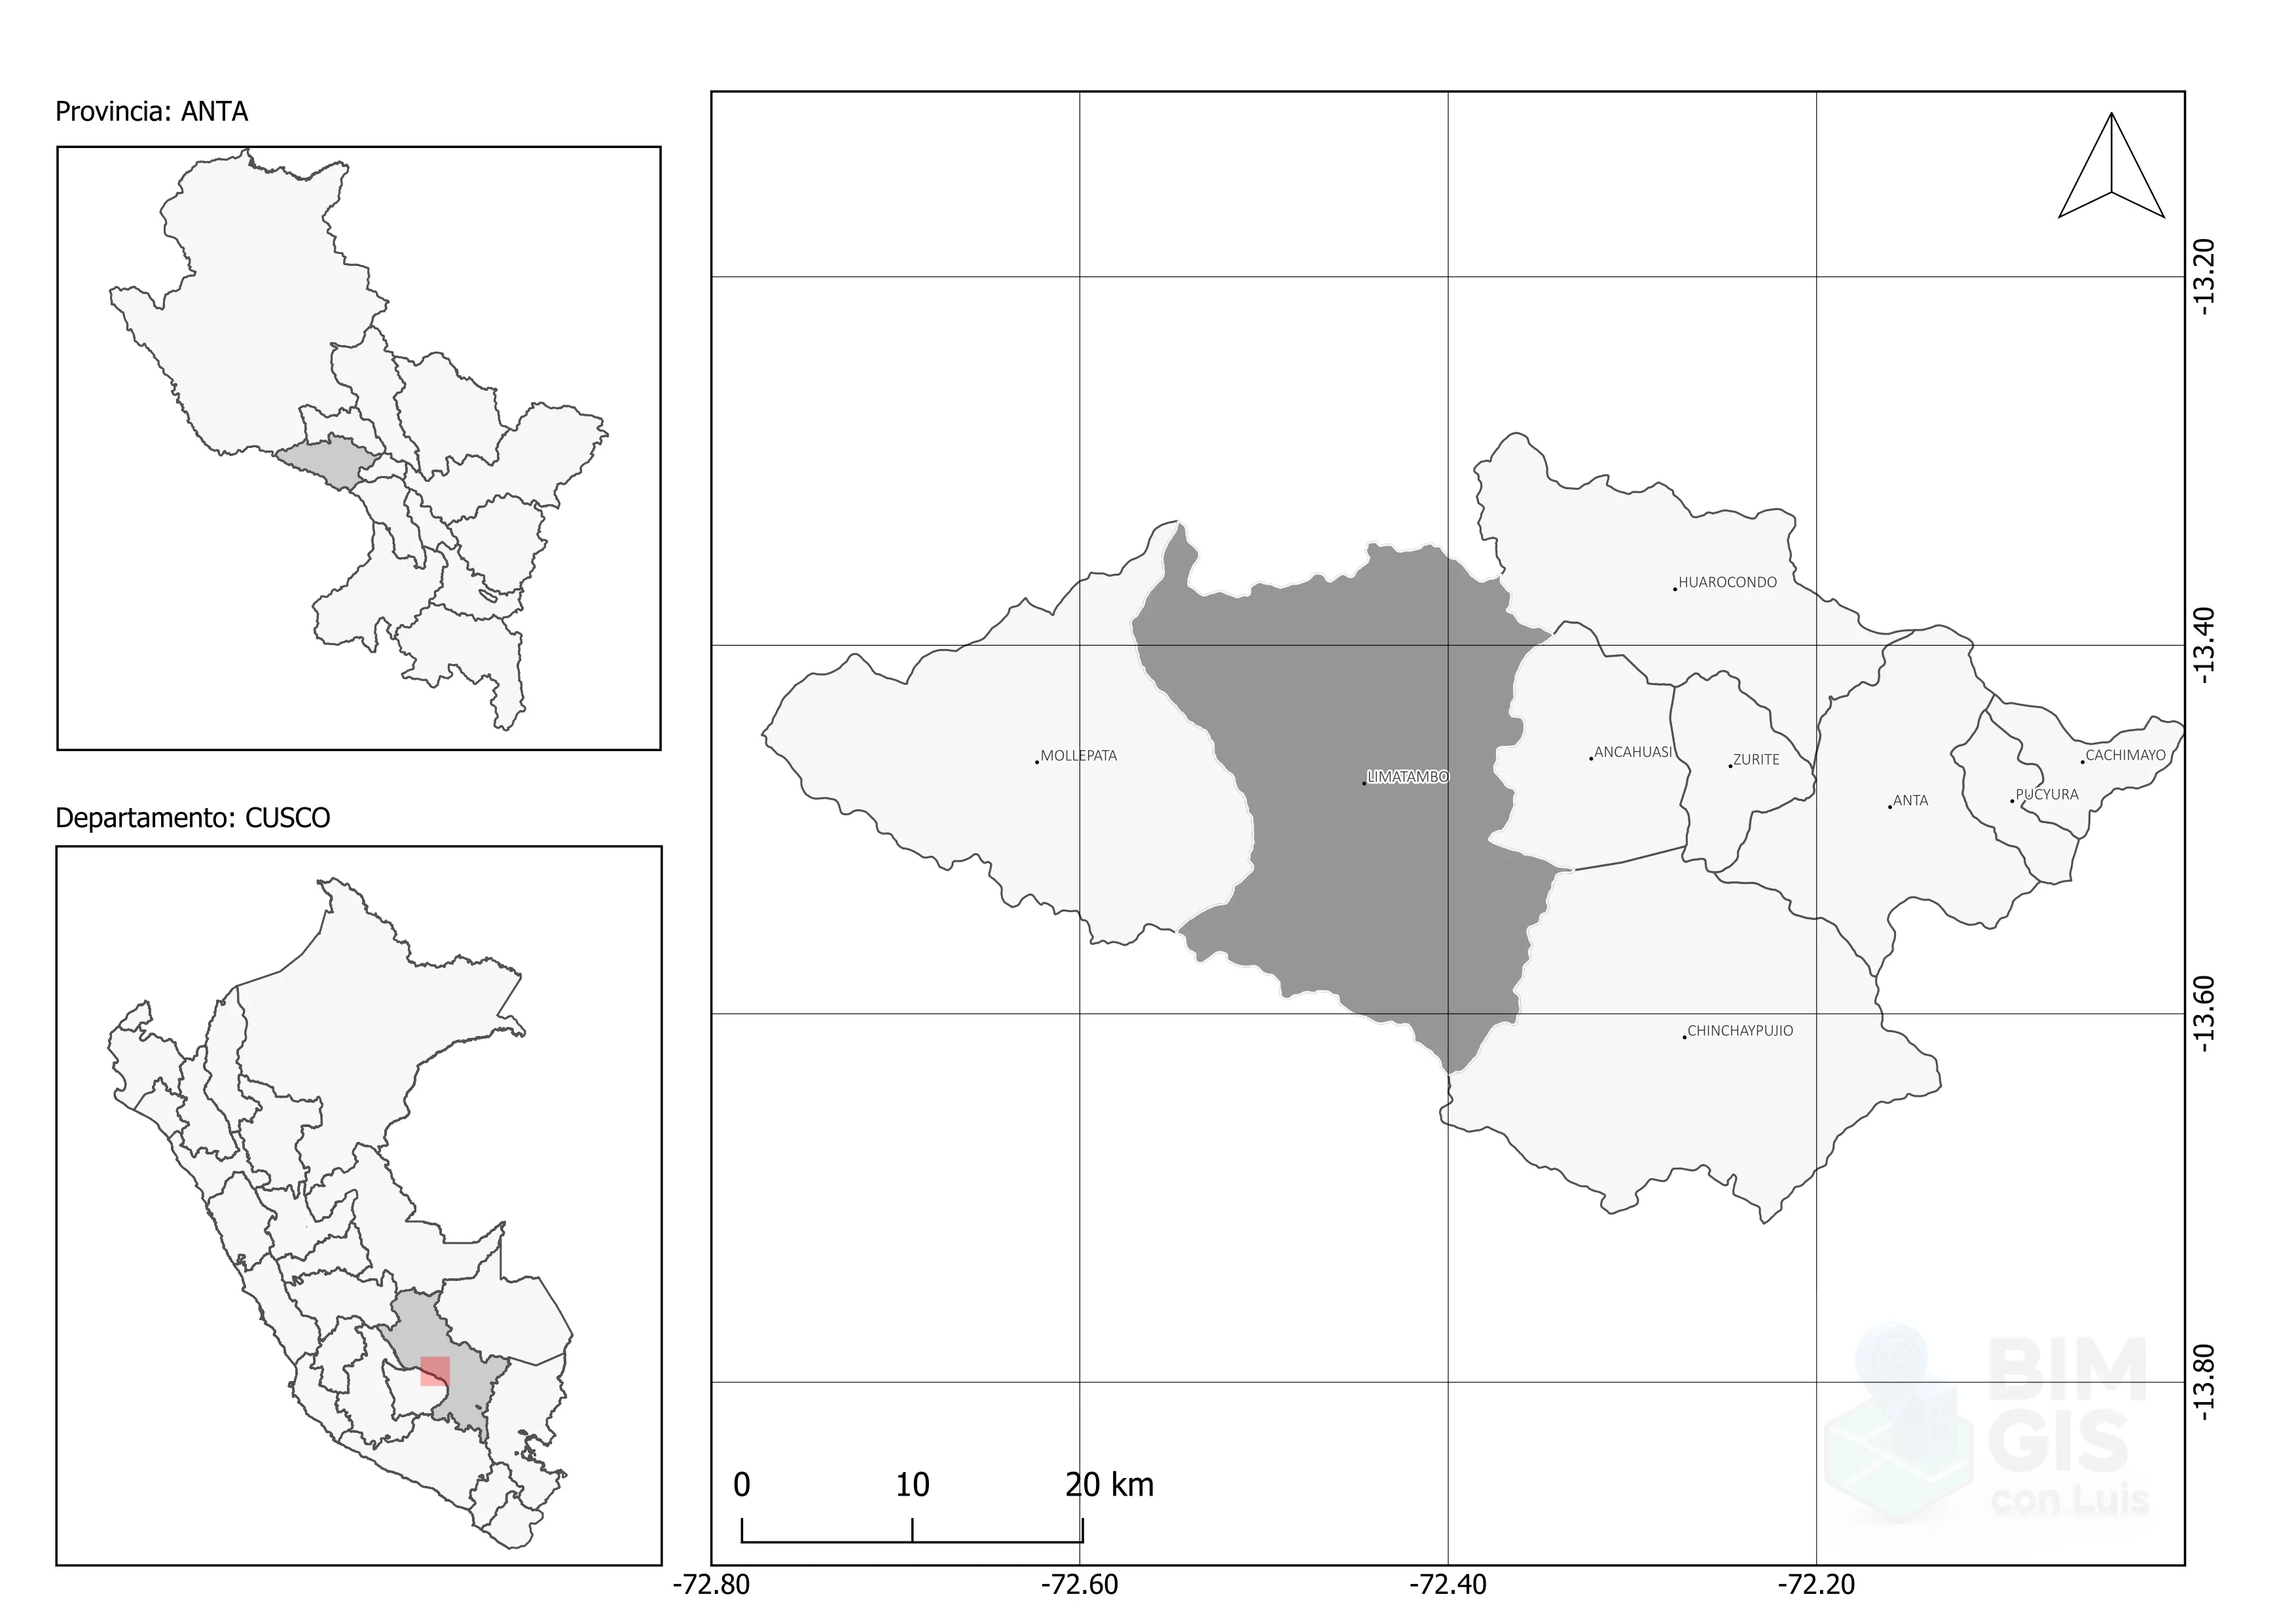 Provincia: ANTA
Departamento: CUSCO
HUAROCONDO
MOLLEPATA
LIMATAMBO
ANCAHUASI
ZURITE
CACHIMAYO
PUCYURA
ANTA
CHINCHAYPUJIO
-13.20
-13.40
-13.60
-13.80
0 10 20 km
-72.80 -72.60 -72.40 -72.20
BIM
GIS
con Luis